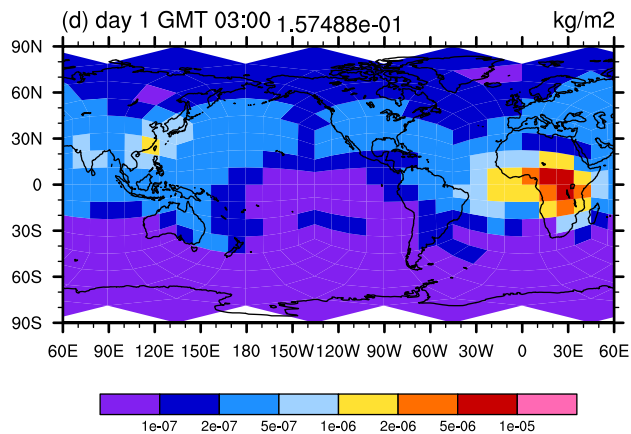 (d) day 1 GMT 03:00 1.57488e-01 kg/m2
90N
60N
30N
0
30S
60S
90S
60E 90E 120E 150E 180 150W 120W 90W 60W 30W 0 30E 60E
1e-07 2e-07 5e-07 1e-06 2e-06 5e-06 1e-05